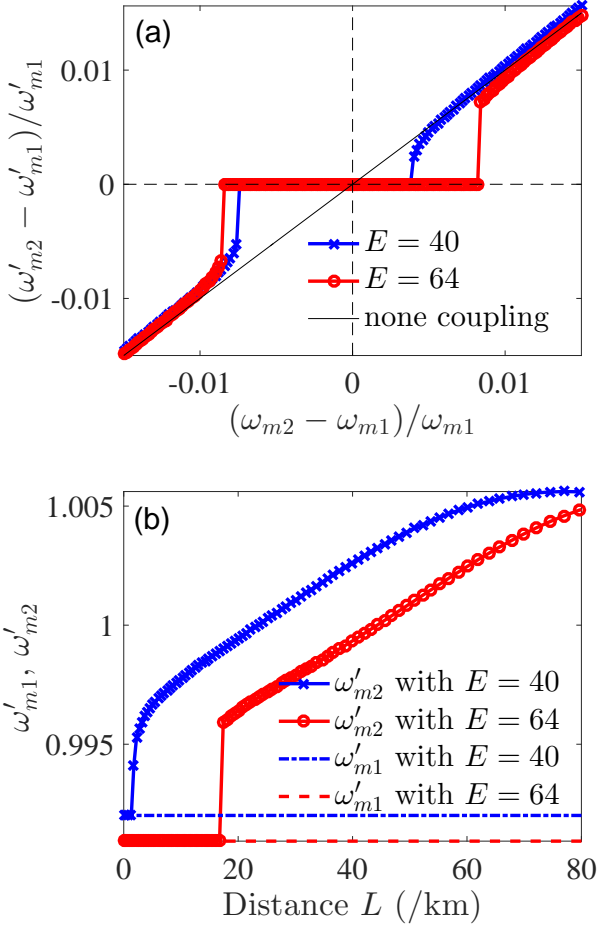 (a)
(ω′m2 − ω′m1)/ω′m1
0.01
0
-0.01
E = 40
E = 64
none coupling
-0.01 0 0.01
(ωm2 − ωm1)/ωm1
(b)
ω′m1, ω′m2
1.005
1
0.995
ω′m2 with E = 40
ω′m2 with E = 64
ω′m1 with E = 40
ω′m1 with E = 64
0 20 40 60 80
Distance L (/km)